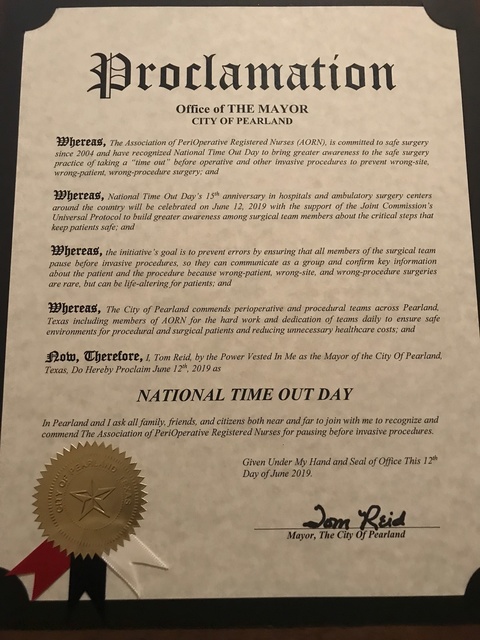 Proclamation
Office of THE MAYOR
CITY OF PEARLAND
Whereas, The Association of PeriOperative Registered Nurses (AORN), is committed to safe surgery
since 2004 and have recognized National Time Out Day to bring greater awareness to the safe surgery
practice of taking a "time out" before operative and other invasive procedures to prevent wrong-site,
wrong-patient, wrong-procedure surgery; and
Whereas, National Time Out Day's 15th anniversary in hospitals and ambulatory surgery centers
around the country will be celebrated on June 12, 2019 with the support of the Joint Commission's
Universal Protocol to build greater awareness among surgical team members about the critical steps that
keep patients safe; and
Whereas, the initiative's goal is to prevent errors by ensuring that all members of the surgical team
pause before invasive procedures, so they can communicate as a group and confirm key information
about the patient and the procedure because wrong-patient, wrong-site, and wrong-procedure surgeries
are rare, but can be life-altering for patients; and
Whereas, The City of Pearland commends perioperative and procedural teams across Pearland,
Texas including members of AORN for the hard work and dedication of teams daily to ensure safe
environments for procedural and surgical patients and reducing unnecessary healthcare costs; and
Now, Therefore, I, Tom Reid, by the Power Vested In Me as the Mayor of the City Of Pearland,
Texas, Do Hereby Proclaim June 12th, 2019 as
NATIONAL TIME OUT DAY
In Pearland and I ask all family, friends, and citizens both near and far to join with me to recognize and
commend The Association of PeriOperative Registered Nurses for pausing before invasive procedures.
Given Under My Hand and Seal of Office This 12th
Day of June 2019.
Tom Reid
Mayor, The City Of Pearland
CITY OF PEARLAND